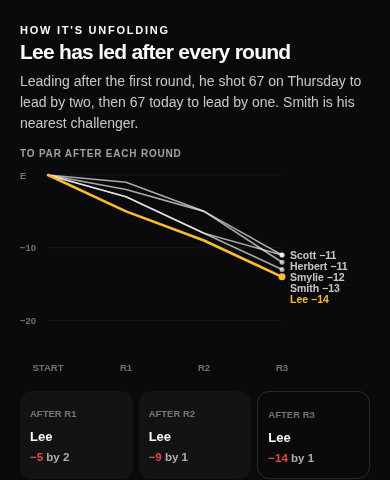 HOW IT'S UNFOLDING
Lee has led after every round
Leading after the first round, he shot 67 on Thursday to
lead by two, then 67 today to lead by one. Smith is his
nearest challenger.
TO PAR AFTER EACH ROUND
E
−10
−20
Scott −11
Herbert −11
Smylie −12
Smith −13
Lee −14
START R1 R2 R3
AFTER R1
Lee
−5 by 2
AFTER R2
Lee
−9 by 1
AFTER R3
Lee
−14 by 1